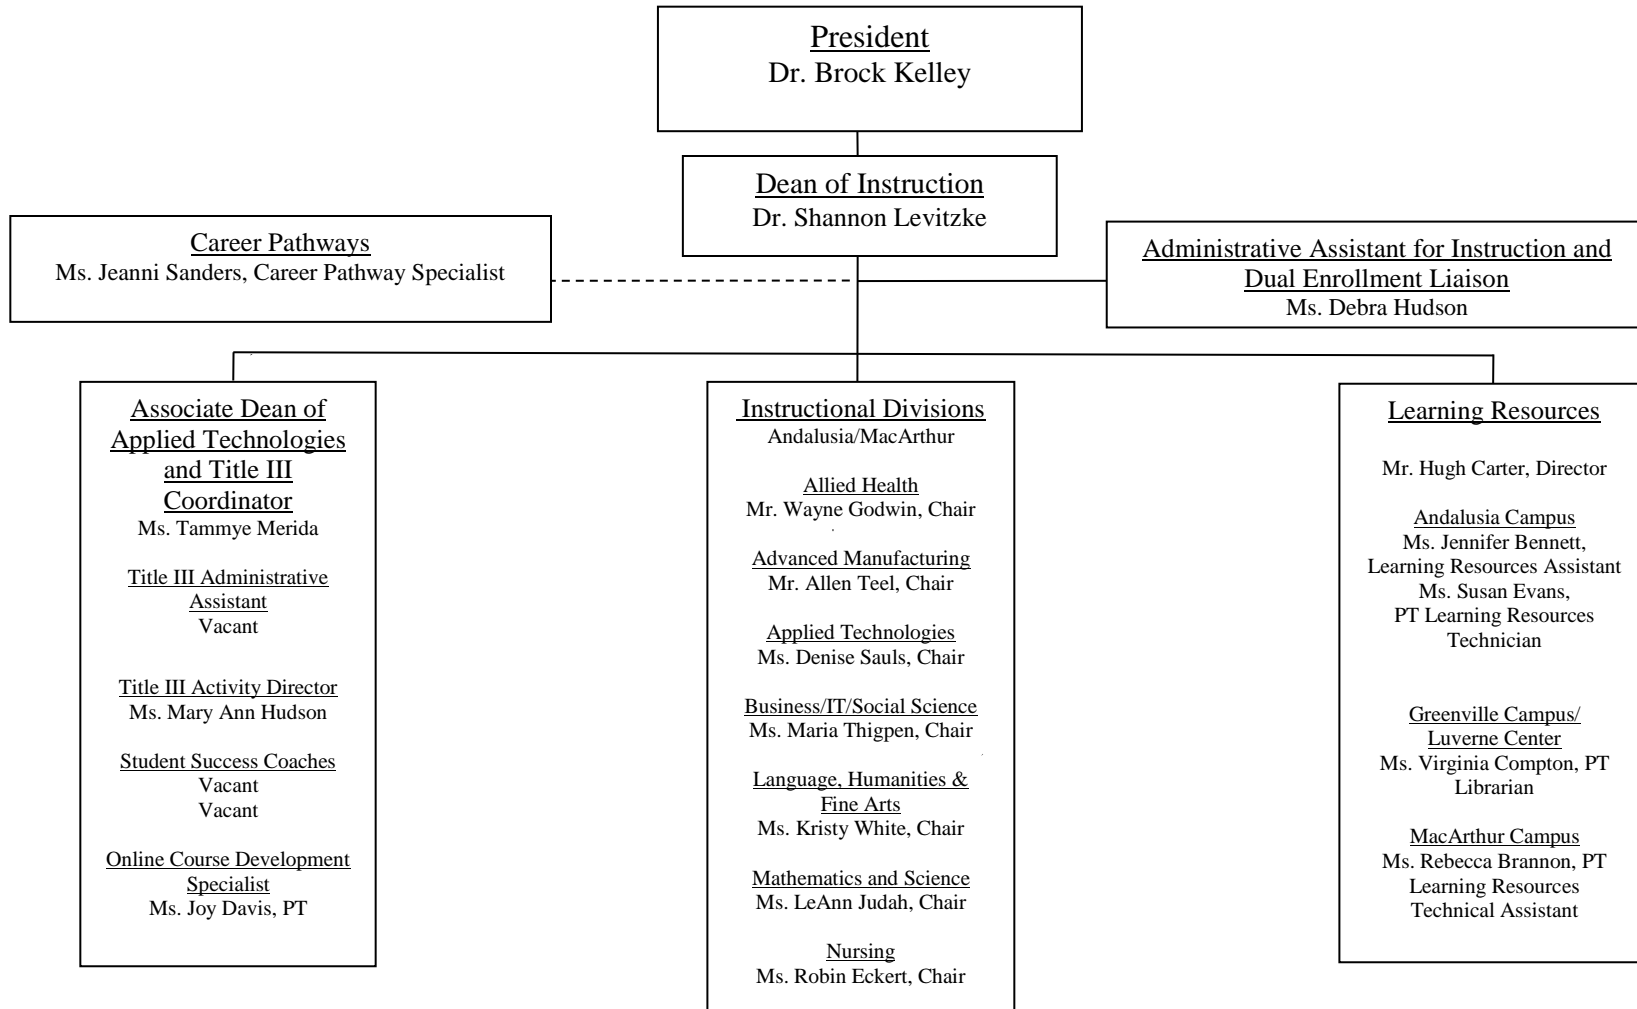 President
Dr. Brock Kelley
Dean of Instruction
Dr. Shannon Levitzke
Career Pathways
Ms. Jeanni Sanders, Career Pathway Specialist
Administrative Assistant for Instruction and
Dual Enrollment Liaison
Ms. Debra Hudson
Associate Dean of
Applied Technologies
and Title III
Coordinator
Ms. Tammye Merida
Title III Administrative
Assistant
Vacant
Title III Activity Director
Ms. Mary Ann Hudson
Student Success Coaches
Vacant
Vacant
Online Course Development
Specialist
Ms. Joy Davis, PT
Instructional Divisions
Andalusia/MacArthur
Allied Health
Mr. Wayne Godwin, Chair
Advanced Manufacturing
Mr. Allen Teel, Chair
Applied Technologies
Ms. Denise Sauls, Chair
Business/IT/Social Science
Ms. Maria Thigpen, Chair
Language, Humanities &
Fine Arts
Ms. Kristy White, Chair
Mathematics and Science
Ms. LeAnn Judah, Chair
Nursing
Ms. Robin Eckert, Chair
Learning Resources
Mr. Hugh Carter, Director
Andalusia Campus
Ms. Jennifer Bennett,
Learning Resources Assistant
Ms. Susan Evans,
PT Learning Resources
Technician
Greenville Campus/
Luverne Center
Ms. Virginia Compton, PT
Librarian
MacArthur Campus
Ms. Rebecca Brannon, PT
Learning Resources
Technical Assistant